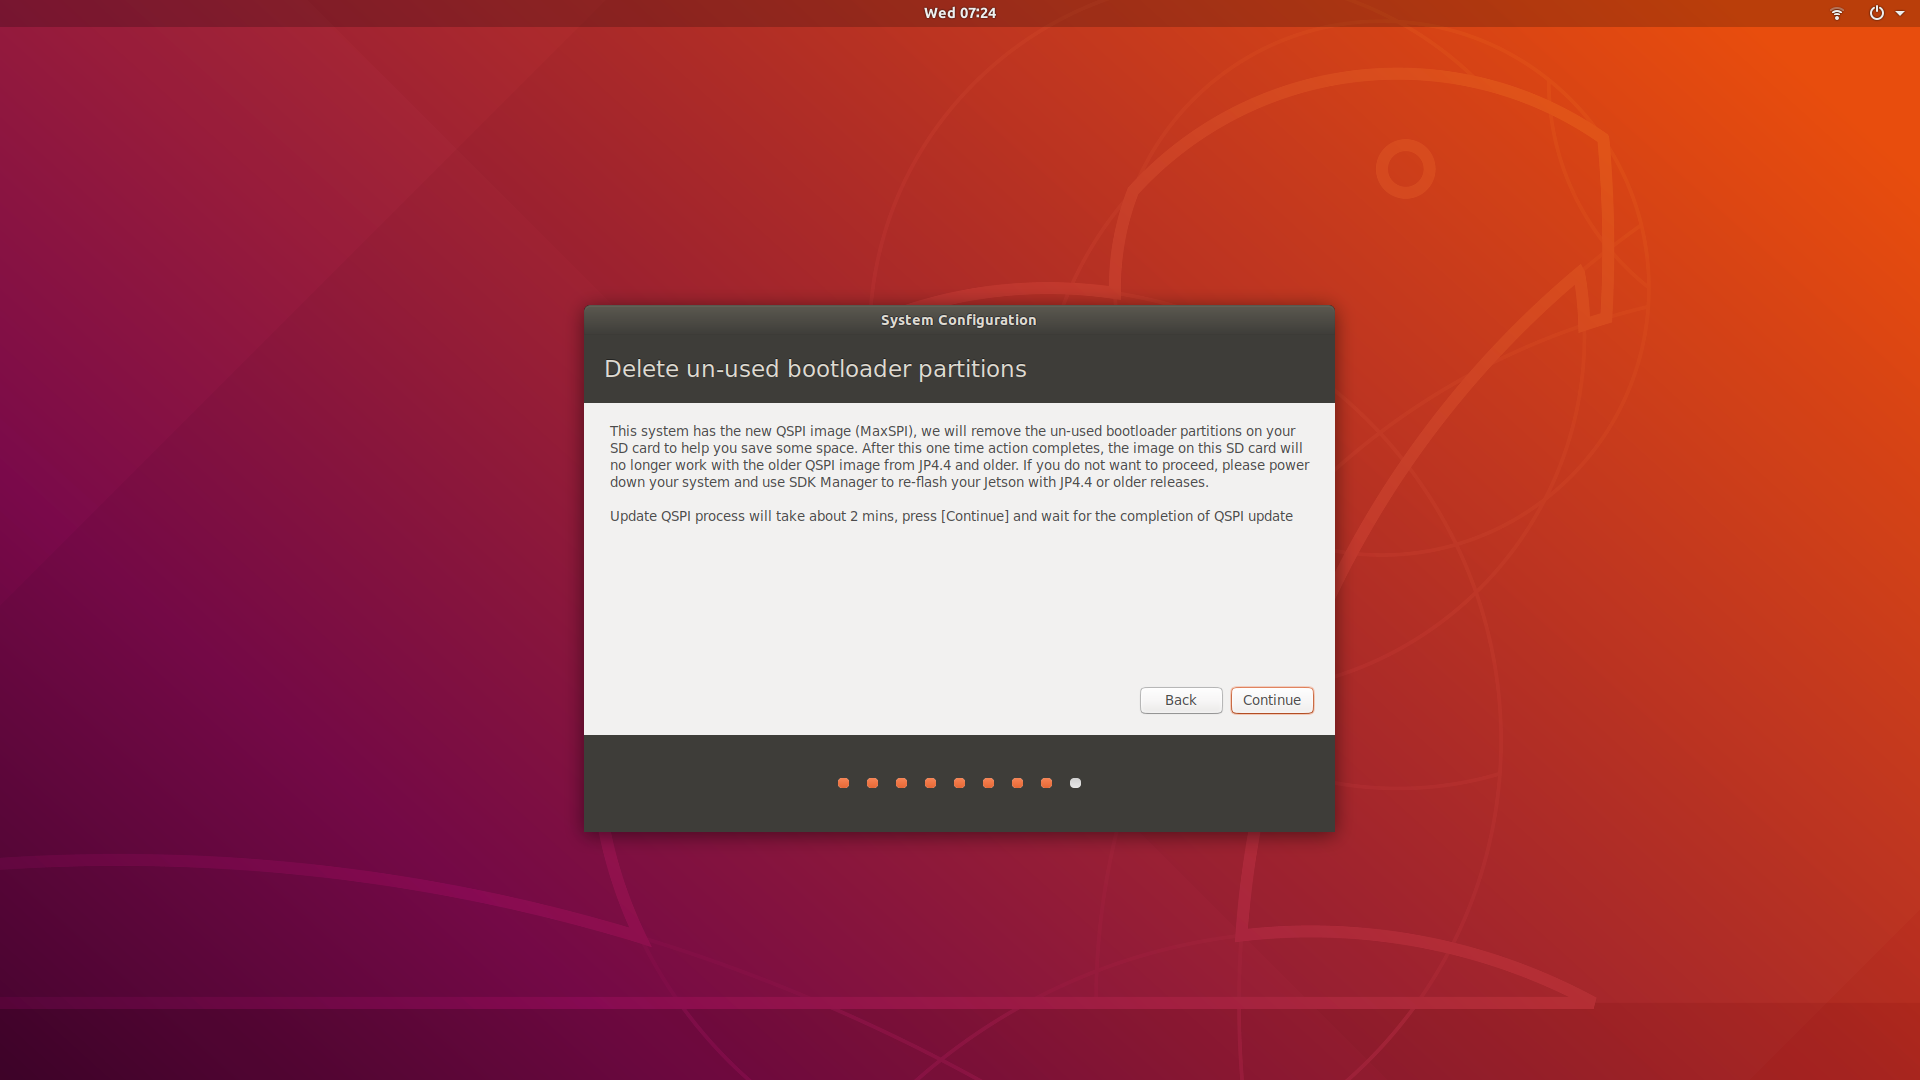 Wed 07:24
System Configuration
Delete un-used bootloader partitions
This system has the new QSPI image (MaxSPI), we will remove the un-used bootloader partitions on your
SD card to help you save some space. After this one time action completes, the image on this SD card will
no longer work with the older QSPI image from JP4.4 and older. If you do not want to proceed, please power
down your system and use SDK Manager to re-flash your Jetson with JP4.4 or older releases.
Update QSPI process will take about 2 mins, press [Continue] and wait for the completion of QSPI update
Back
Continue